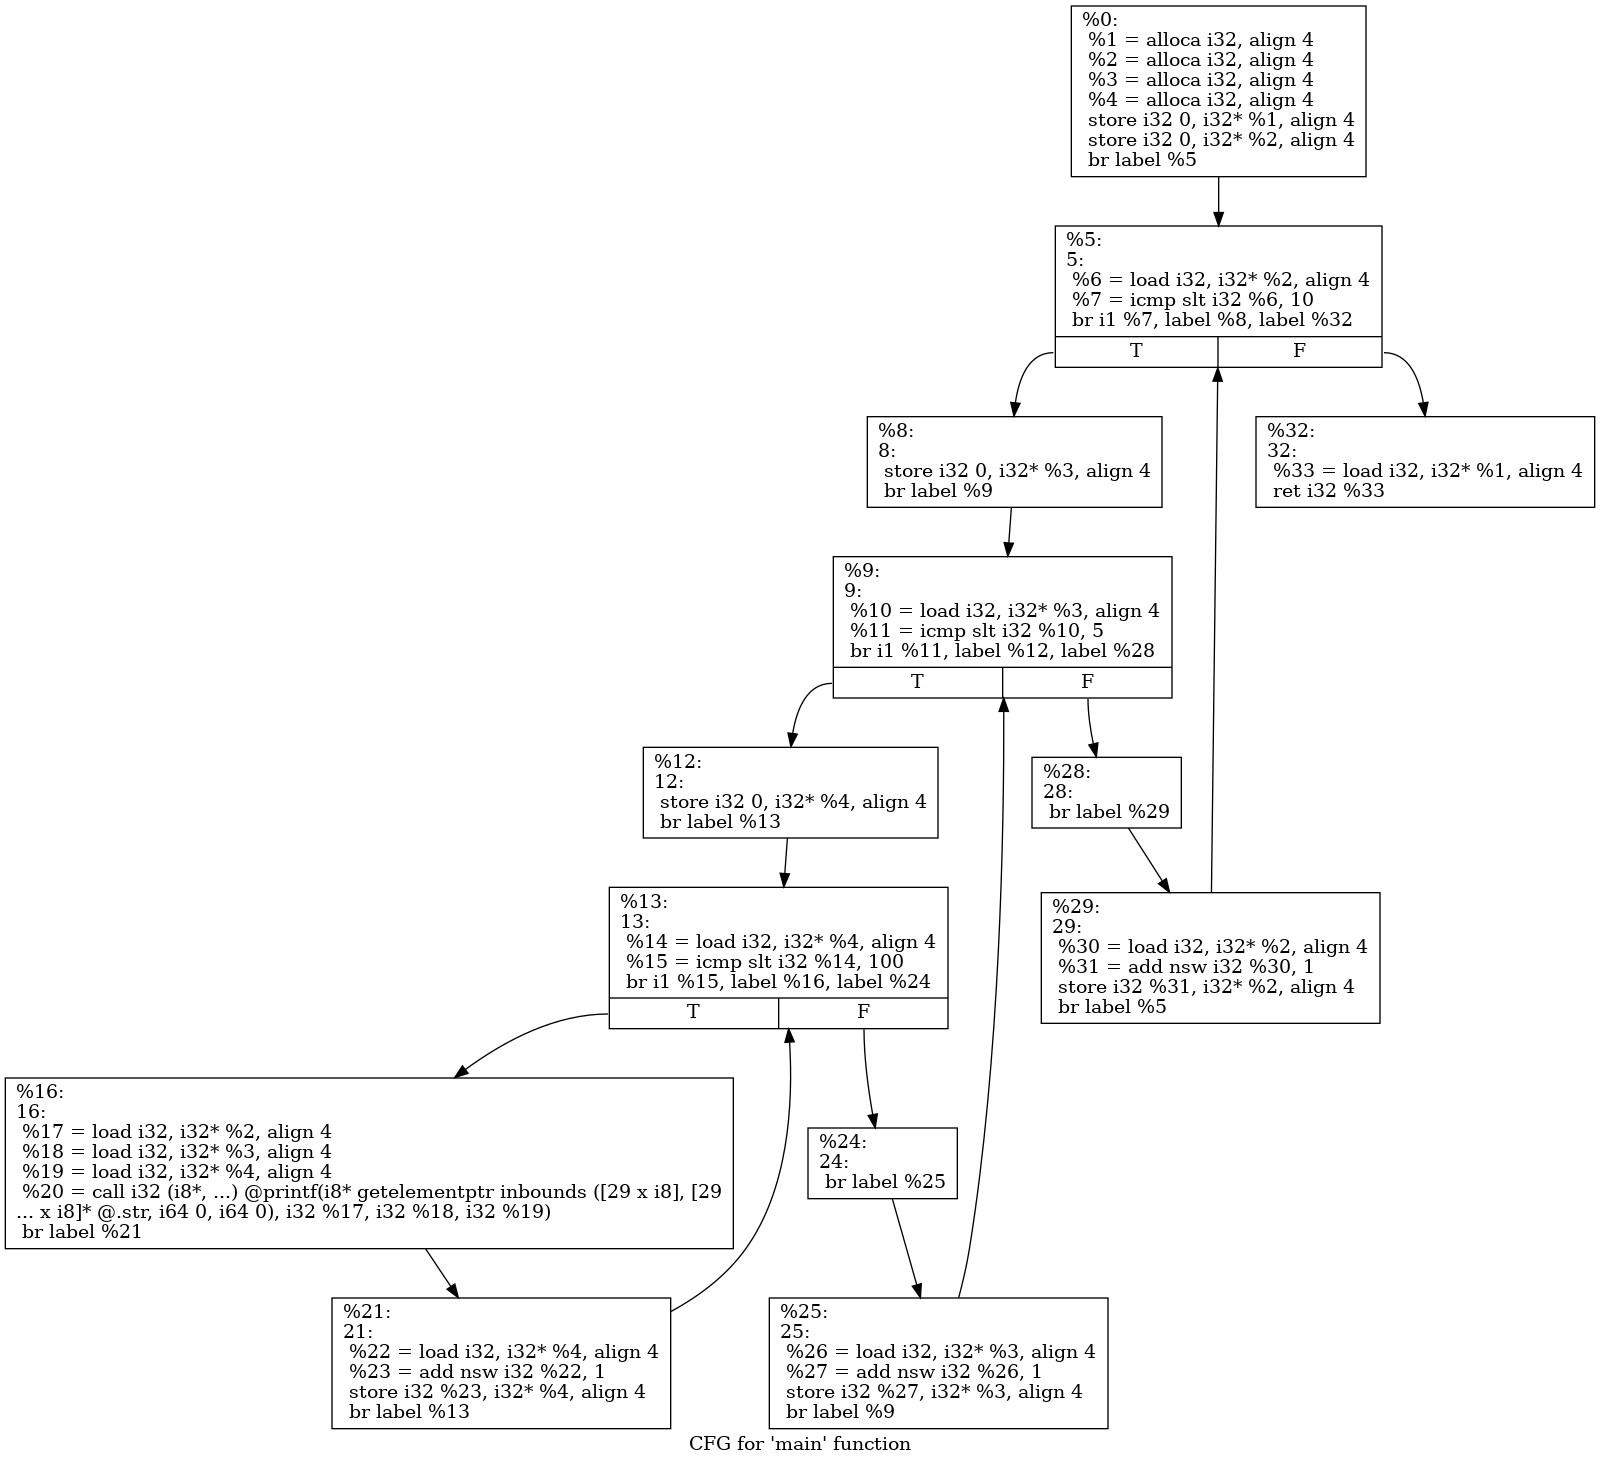 %0:
%1 = alloca i32, align 4
%2 = alloca i32, align 4
%3 = alloca i32, align 4
%4 = alloca i32, align 4
store i32 0, i32* %1, align 4
store i32 0, i32* %2, align 4
br label %5
%5:
5:
%6 = load i32, i32* %2, align 4
%7 = icmp slt i32 %6, 10
br i1 %7, label %8, label %32
T F
%8:
8:
store i32 0, i32* %3, align 4
br label %9
%32:
32:
%33 = load i32, i32* %1, align 4
ret i32 %33
%9:
9:
%10 = load i32, i32* %3, align 4
%11 = icmp slt i32 %10, 5
br i1 %11, label %12, label %28
T F
%12:
12:
store i32 0, i32* %4, align 4
br label %13
%28:
28:
br label %29
%13:
13:
%14 = load i32, i32* %4, align 4
%15 = icmp slt i32 %14, 100
br i1 %15, label %16, label %24
T F
%29:
29:
%30 = load i32, i32* %2, align 4
%31 = add nsw i32 %30, 1
store i32 %31, i32* %2, align 4
br label %5
%16:
16:
%17 = load i32, i32* %2, align 4
%18 = load i32, i32* %3, align 4
%19 = load i32, i32* %4, align 4
%20 = call i32 (i8*, ...) @printf(i8* getelementptr inbounds ([29 x i8], [29
... x i8]* @.str, i64 0, i64 0), i32 %17, i32 %18, i32 %19)
br label %21
%24:
24:
br label %25
%21:
21:
%22 = load i32, i32* %4, align 4
%23 = add nsw i32 %22, 1
store i32 %23, i32* %4, align 4
br label %13
%25:
25:
%26 = load i32, i32* %3, align 4
%27 = add nsw i32 %26, 1
store i32 %27, i32* %3, align 4
br label %9
CFG for 'main' function